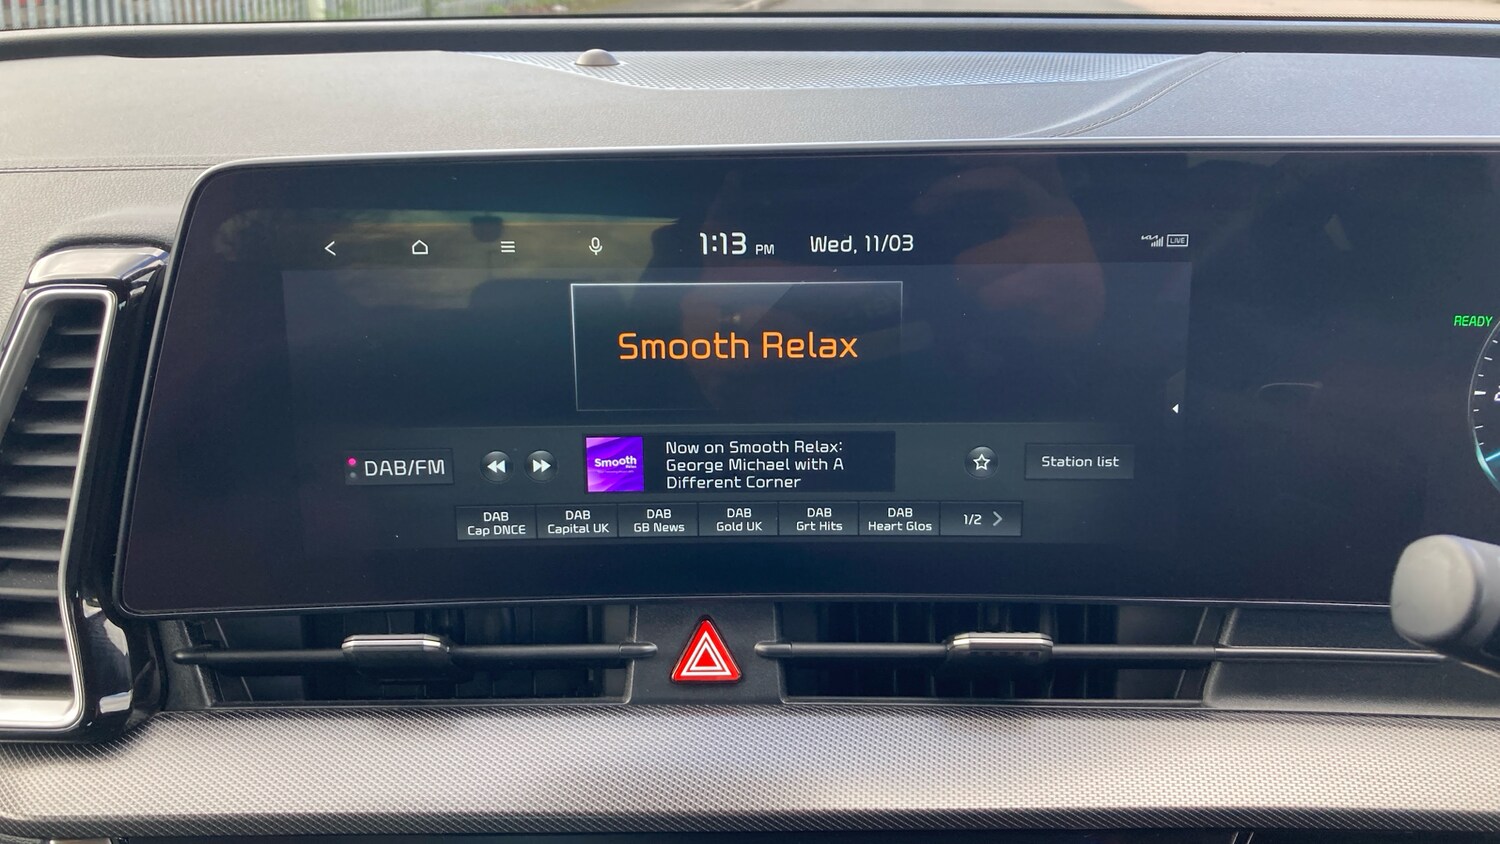 1:13 PM Wed, 11/03
KIA LIVE
Smooth Relax
READY
DAB/FM
Smooth
Relax
Now on Smooth Relax:
George Michael with A
Different Corner
Station list
DAB
Cap DNCE
DAB
Capital UK
DAB
GB News
DAB
Gold UK
DAB
Grt Hits
DAB
Heart Glos
1/2